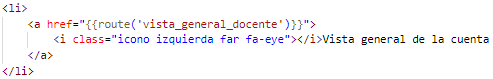 <li>
    <a href="{{route('vista_general_docente')}}">
        <i class="icono izquierda far fa-eye"></i>Vista general de la cuenta
    </a>
</li>